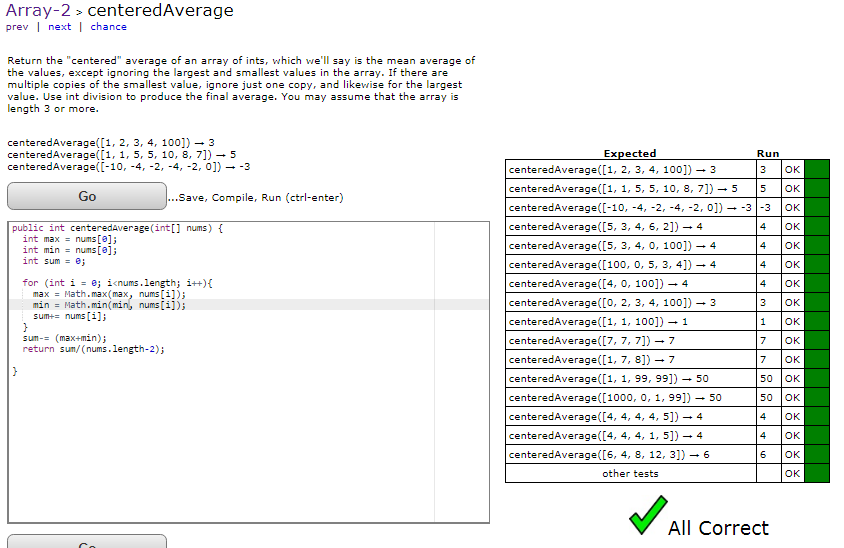 Array-2 > centeredAverage
prev | next | chance
Return the "centered" average of an array of ints, which we'll say is the mean average of
the values, except ignoring the largest and smallest values in the array. If there are
multiple copies of the smallest value, ignore just one copy, and likewise for the largest
value. Use int division to produce the final average. You may assume that the array is
length 3 or more.
centeredAverage([1, 2, 3, 4, 100]) → 3
centeredAverage([1, 1, 5, 5, 10, 8, 7]) → 5
centeredAverage([-10, -4, -2, -4, -2, 0]) → -3
Go ...Save, Compile, Run (ctrl-enter)
public int centeredAverage(int[] nums) {
int max = nums[0];
int min = nums[0];
int sum = 0;
for (int i = 0; i<nums.length; i++){
max = Math.max(max, nums[i]);
min = Math.min(min, nums[i]);
sum+= nums[i];
}
sum-= (max+min);
return sum/(nums.length-2);
}
Go
Expected Run
centeredAverage([1, 2, 3, 4, 100]) → 3 3 OK
centeredAverage([1, 1, 5, 5, 10, 8, 7]) → 5 5 OK
centeredAverage([-10, -4, -2, -4, -2, 0]) → -3 -3 OK
centeredAverage([5, 3, 4, 6, 2]) → 4 4 OK
centeredAverage([5, 3, 4, 0, 100]) → 4 4 OK
centeredAverage([100, 0, 5, 3, 4]) → 4 4 OK
centeredAverage([4, 0, 100]) → 4 4 OK
centeredAverage([0, 2, 3, 4, 100]) → 3 3 OK
centeredAverage([1, 1, 100]) → 1 1 OK
centeredAverage([7, 7, 7]) → 7 7 OK
centeredAverage([1, 7, 8]) → 7 7 OK
centeredAverage([1, 1, 99, 99]) → 50 50 OK
centeredAverage([1000, 0, 1, 99]) → 50 50 OK
centeredAverage([4, 4, 4, 4, 5]) → 4 4 OK
centeredAverage([4, 4, 4, 1, 5]) → 4 4 OK
centeredAverage([6, 4, 8, 12, 3]) → 6 6 OK
other tests OK
All Correct